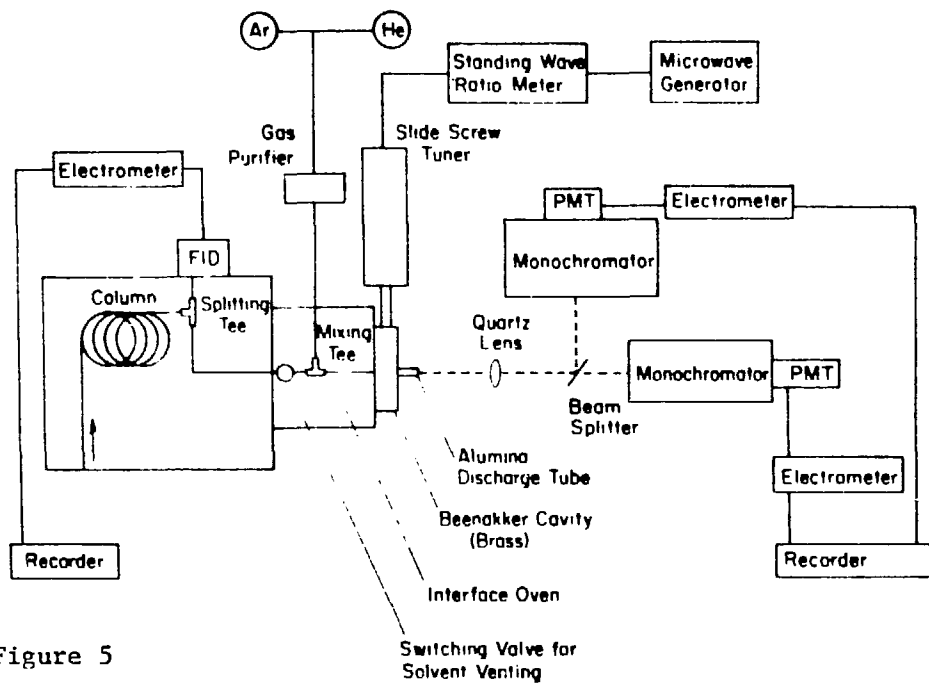 Ar
He
Standing Wave
Ratio Meter
Microwave
Generator
Gas
Purifier
Slide Screw
Tuner
Electrometer
PMT
Electrometer
FID
Monochromator
Column
Splitting
Tee
Mixing
Tee
Quartz
Lens
Monochromator
PMT
Beam
Splitter
Alumina
Discharge Tube
Electrometer
Beenakker Cavity
(Brass)
Recorder
Recorder
Interface Oven
Figure 5
Switching Valve for
Solvent Venting